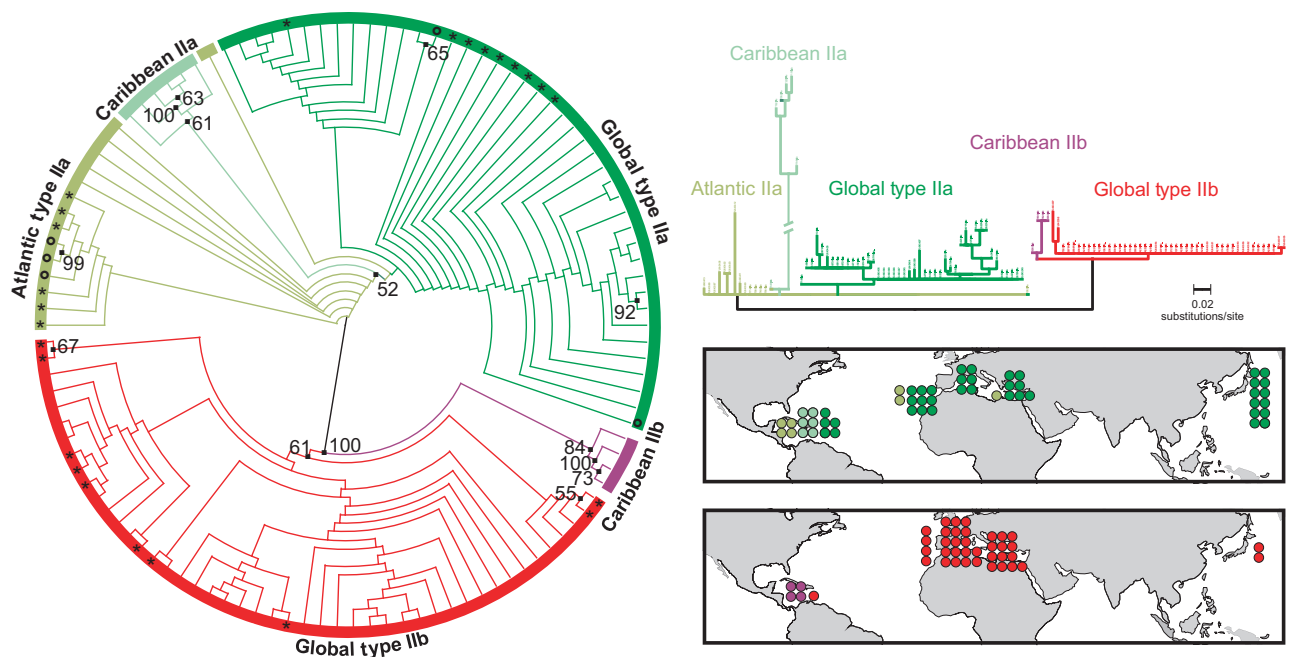 Caribbean IIa
Atlantic type IIa
Global type IIa
Caribbean IIb
Global type IIb
65
63
100
61
99
52
92
67
61
100
84
100
73
55
Caribbean IIa
Caribbean IIb
Atlantic IIa
Global type IIa
Global type IIb
0.02
substitutions/site